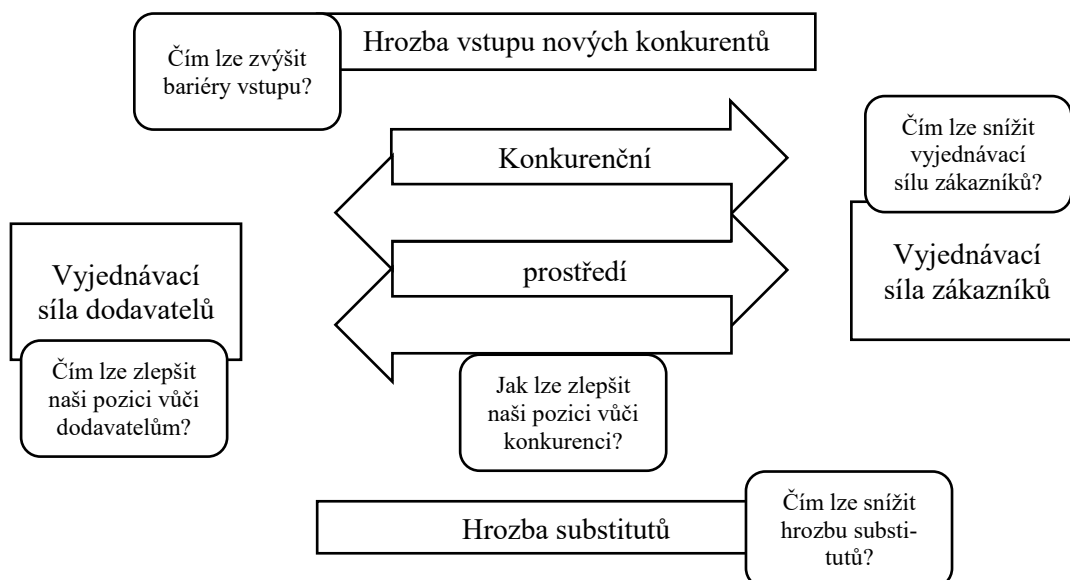 Hrozba vstupu nových konkurentů
Čím lze zvýšit
bariéry vstupu?
Konkurenční
Čím lze snížit
vyjednávací
sílu zákazníků?
Vyjednávací
síla dodavatelů
prostředí
Vyjednávací
síla zákazníků
Čím lze zlepšit
naši pozici vůči
dodavatelům?
Jak lze zlepšit
naši pozici vůči
konkurenci?
Hrozba substitutů
Čím lze snížit
hrozbu substi-
tutů?